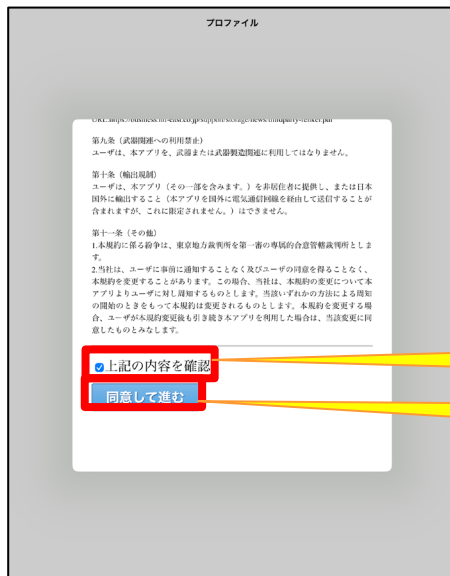 プロファイル
第九条（武器関連への利用禁止）
ユーザは、本アプリを、武器または武器製造関連に利用してはなりません。
第十条（輸出規制）
ユーザは、本アプリ（その一部を含みます。）を非居住者に提供し、または日本
国外に輸出すること（本アプリを国外に電気通信回線を経由して送信することが
含まれますが、これに限定されません。）はできません。
第十一条（その他）
1.本規約に係る紛争は、東京地方裁判所を第一審の専属的合意管轄裁判所としま
す。
2.当社は、ユーザに事前に通知することなく及びユーザの同意を得ることなく、
本規約を変更することがあります。この場合、当社は、本規約の変更について本
アプリよりユーザに対し周知するものとします。当該いずれかの方法による周知
の開始のときをもって本規約は変更されるものとします。本規約を変更する場
合、ユーザが本規約変更後も引き続き本アプリを利用した場合は、当該変更に同
意したものとみなします。
上記の内容を確認
同意して進む